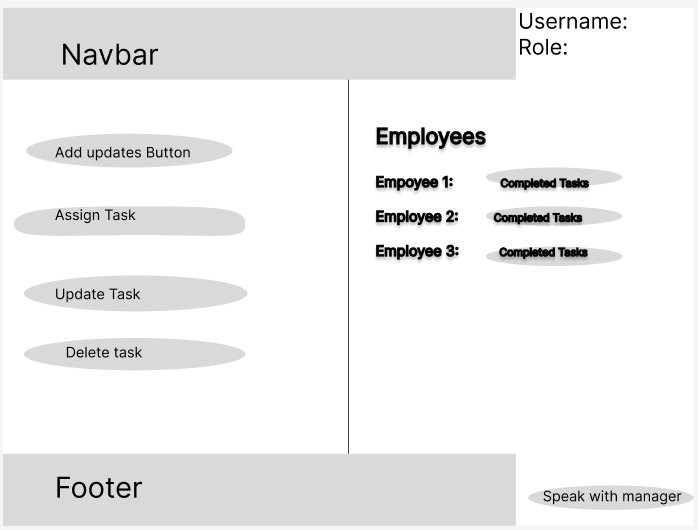 Navbar
Username:
Role:
Add updates Button
Assign Task
Update Task
Delete task
Employees
Empoyee 1: Completed Tasks
Employee 2: Completed Tasks
Employee 3: Completed Tasks
Footer
Speak with manager